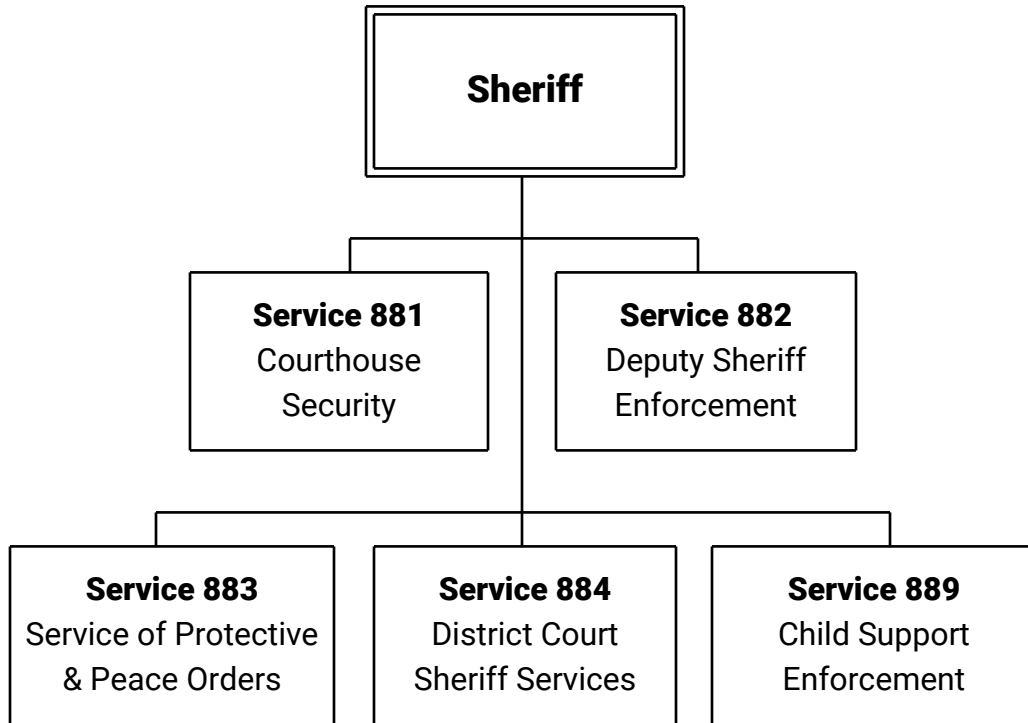 Sheriff
Service 881
Courthouse
Security
Service 882
Deputy Sheriff
Enforcement
Service 883
Service of Protective
& Peace Orders
Service 884
District Court
Sheriff Services
Service 889
Child Support
Enforcement